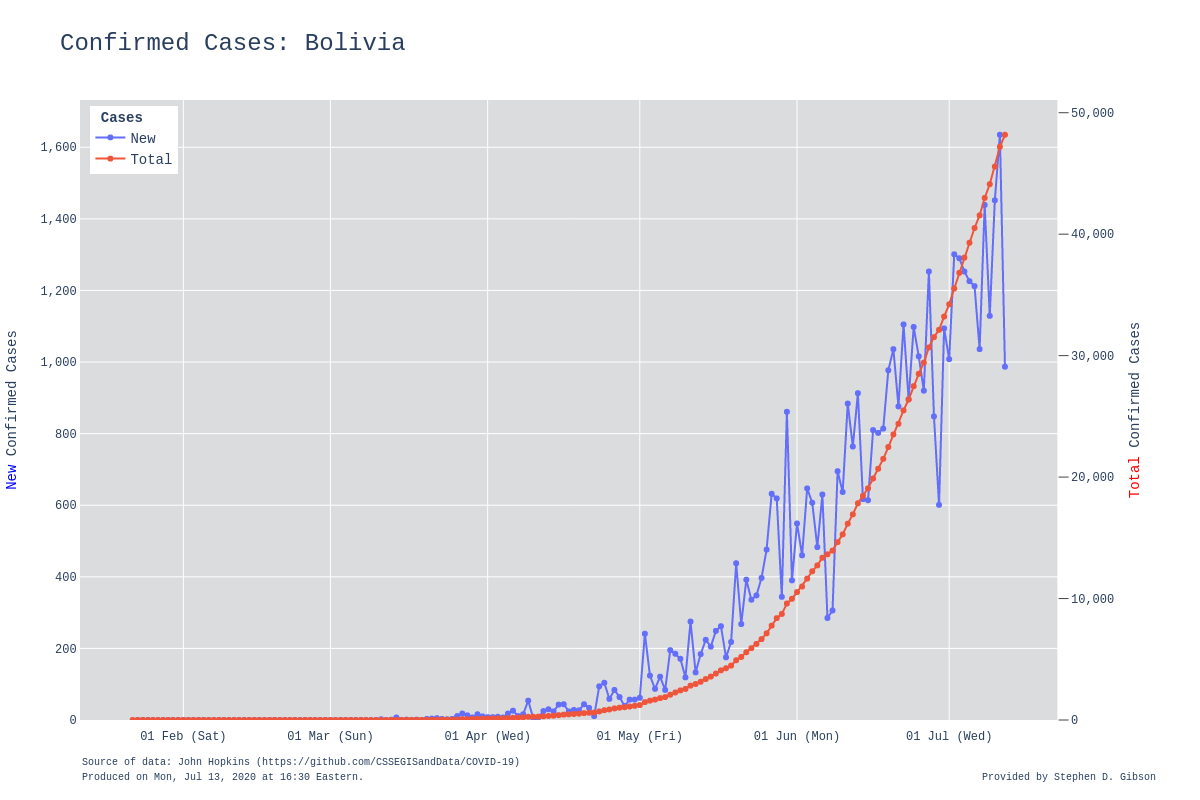 Confirmed Cases: Bolivia
Cases
New
Total
1,600
1,400
1,200
1,000
800
600
400
200
0
New Confirmed Cases
50,000
40,000
30,000
20,000
10,000
0
Total Confirmed Cases
01 Feb (Sat)
01 Mar (Sun)
01 Apr (Wed)
01 May (Fri)
01 Jun (Mon)
01 Jul (Wed)
Source of data: John Hopkins (https://github.com/CSSEGISandData/COVID-19)
Produced on Mon, Jul 13, 2020 at 16:30 Eastern.
Provided by Stephen D. Gibson